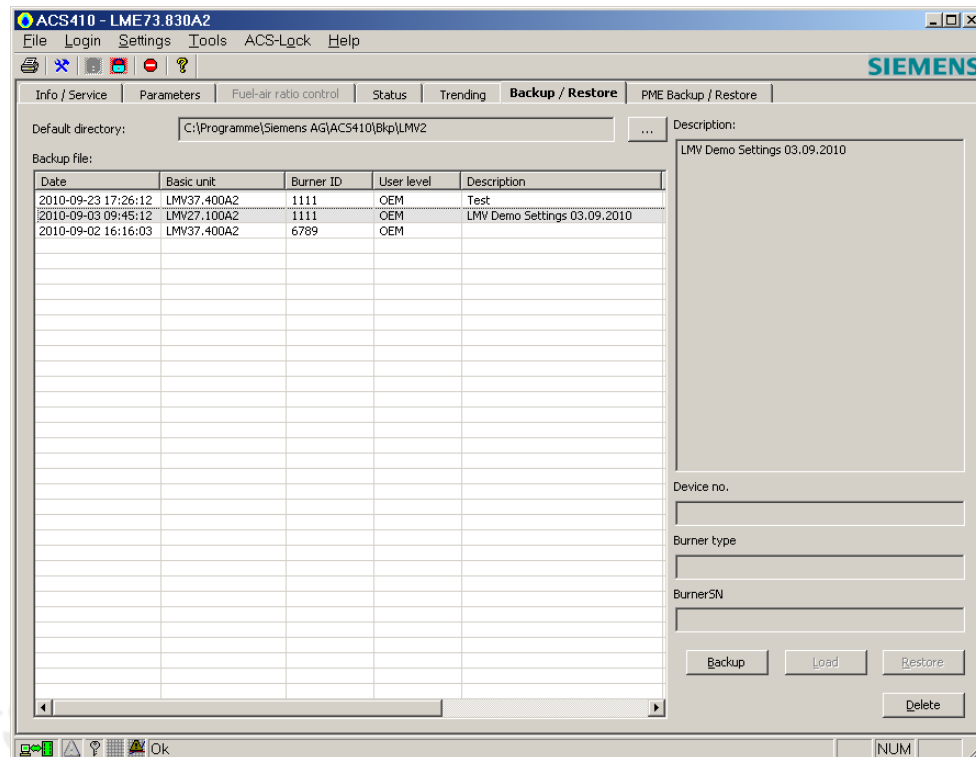 ACS410 - LME73.830A2
File Login Settings Tools ACS-Lock Help
SIEMENS
Info / Service Parameters Fuel-air ratio control Status Trending Backup / Restore PME Backup / Restore
Default directory: C:\Programme\Siemens AG\ACS410\Bkp\LMV2 ... Description:
LMV Demo Settings 03.09.2010
Backup file:
Date Basic unit Burner ID User level Description
2010-09-23 17:26:12 LMV37.400A2 1111 OEM Test
2010-09-03 09:45:12 LMV27.100A2 1111 OEM LMV Demo Settings 03.09.2010
2010-09-02 16:16:03 LMV37.400A2 6789 OEM
Device no.
Burner type
BurnerSN
Backup Load Restore
Delete
Ok NUM